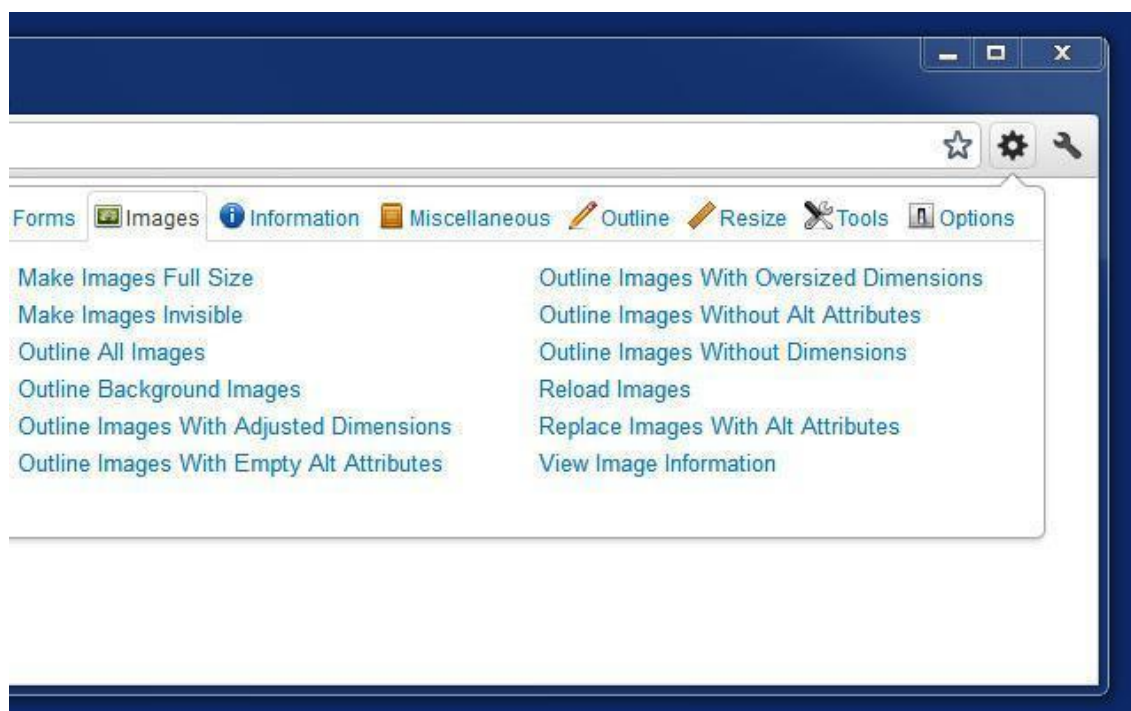 Forms Images Information Miscellaneous Outline Resize Tools Options
Make Images Full Size
Make Images Invisible
Outline All Images
Outline Background Images
Outline Images With Adjusted Dimensions
Outline Images With Empty Alt Attributes
Outline Images With Oversized Dimensions
Outline Images Without Alt Attributes
Outline Images Without Dimensions
Reload Images
Replace Images With Alt Attributes
View Image Information